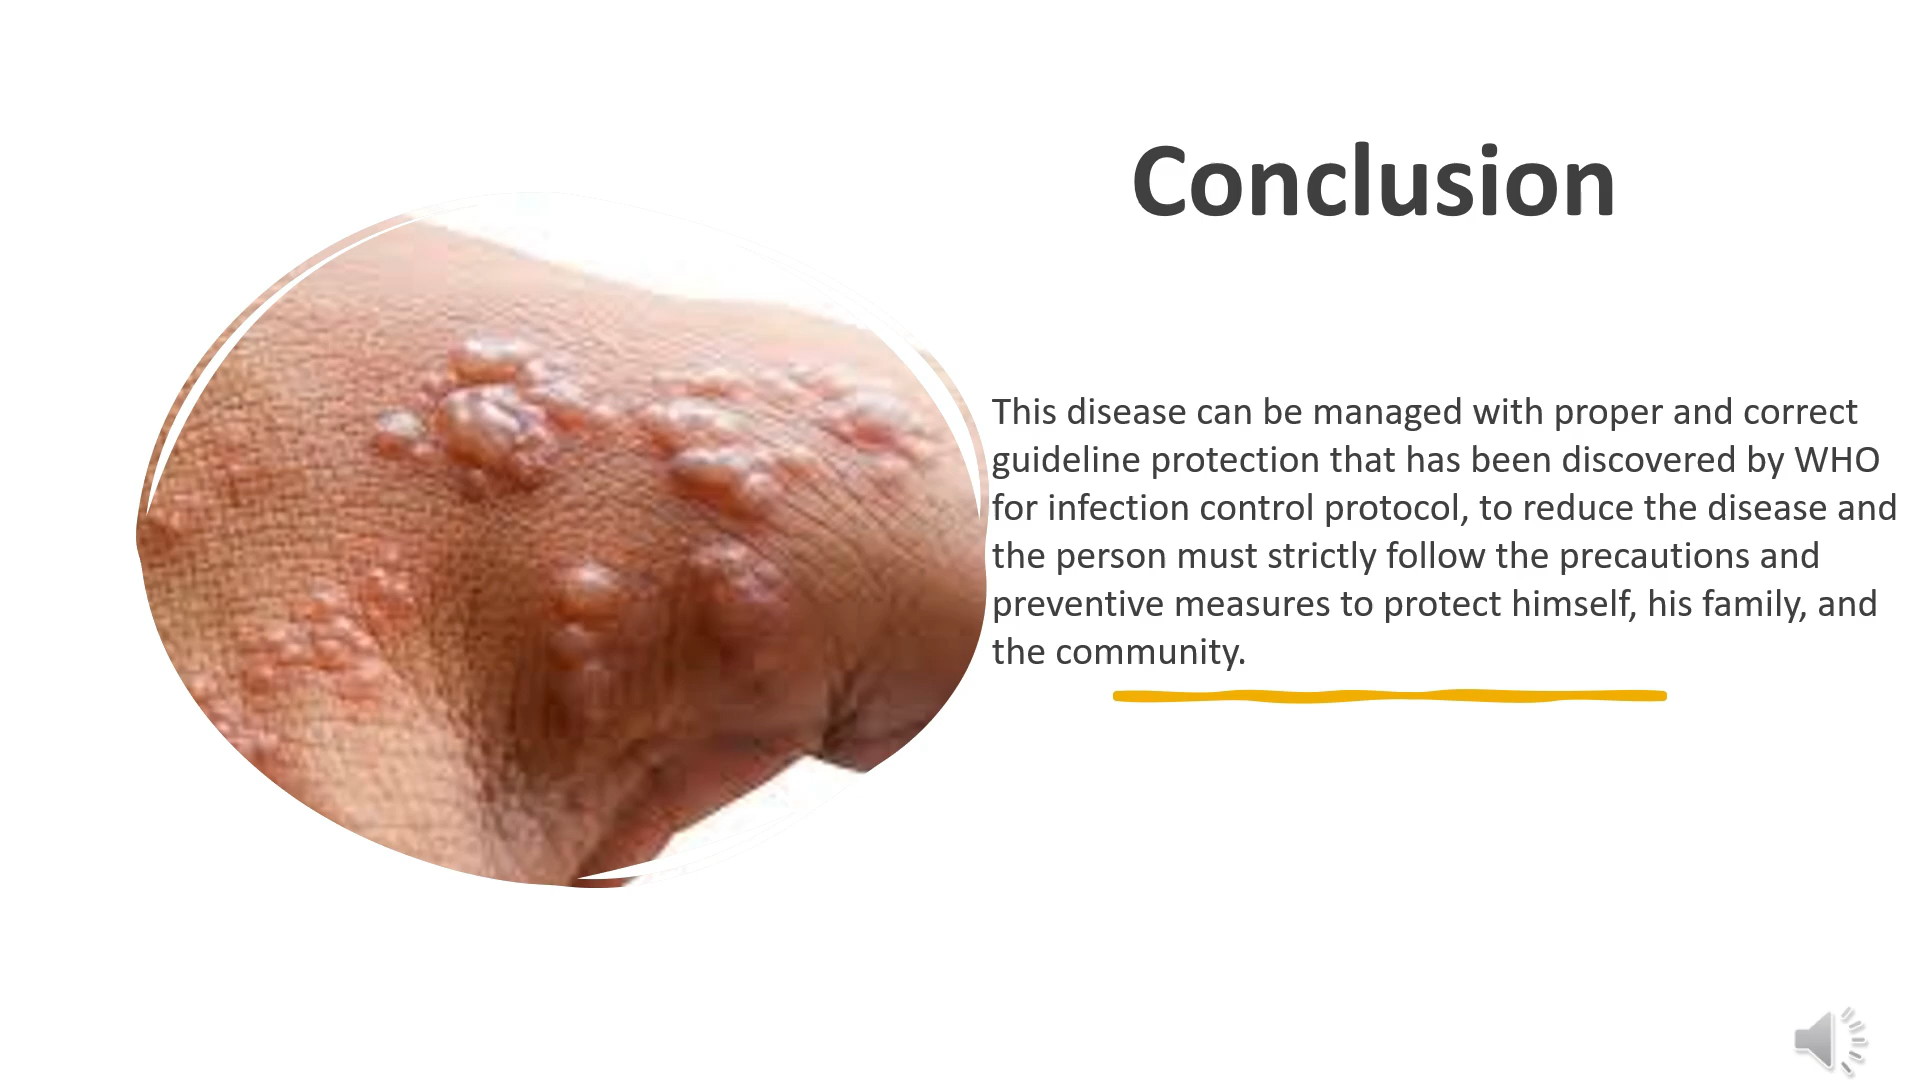 Conclusion
This disease can be managed with proper and correct
guideline protection that has been discovered by WHO
for infection control protocol, to reduce the disease and
the person must strictly follow the precautions and
preventive measures to protect himself, his family, and
the community.